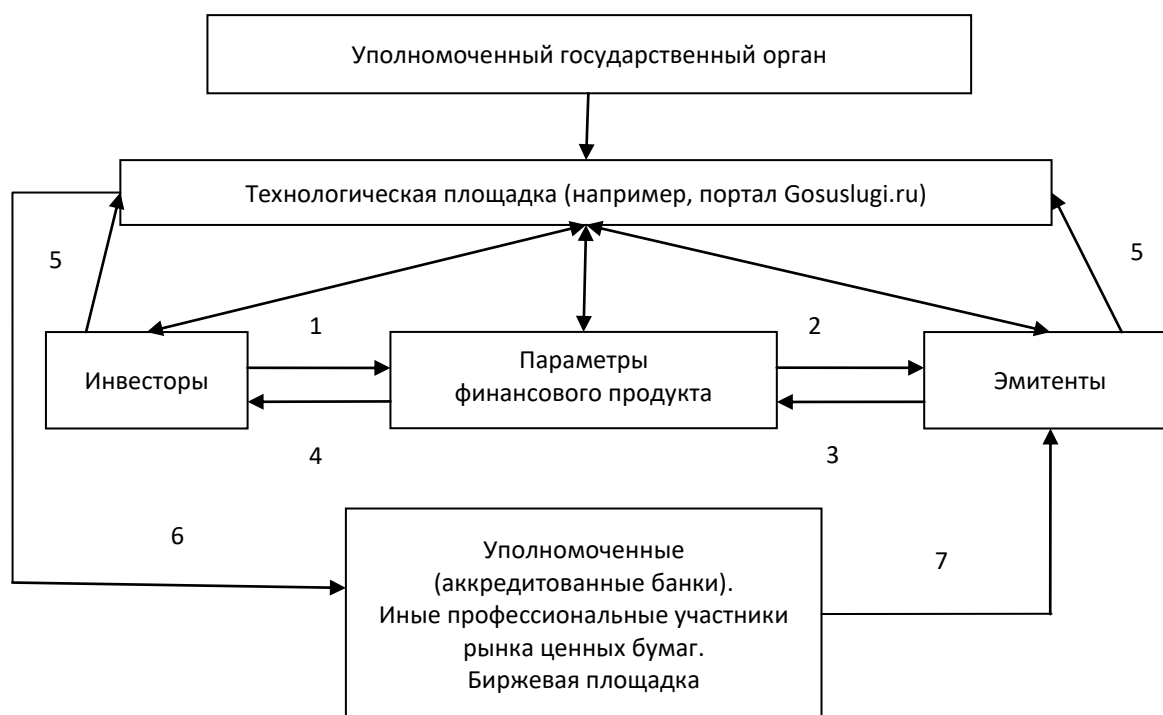 Уполномоченный государственный орган
Технологическая площадка (например, портал Gosuslugi.ru)
5
5
1
2
Инвесторы
Параметры
финансового продукта
Эмитенты
4
3
6
7
Уполномоченные
(аккредитованные банки).
Иные профессиональные участники
рынка ценных бумаг.
Биржевая площадка